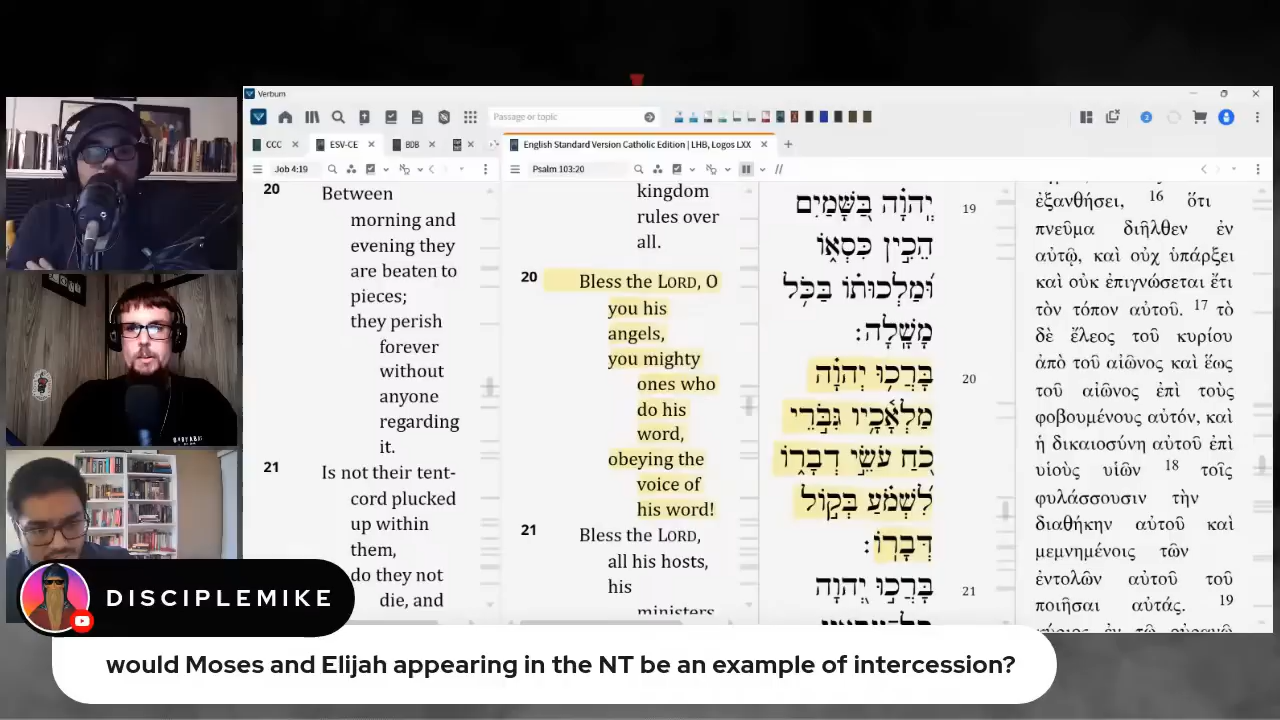 Verbum
Passage or topic
CCC
ESV-CE
BDB
English Standard Version Catholic Edition | LHB, Logos LXX
Job 4:19
Psalm 103:20
20 Between
morning and
evening they
are beaten to
pieces;
they perish
forever
without
anyone
regarding
it.
21 Is not their tent-
cord plucked
up within
them,
do they not
die, and
kingdom
rules over
all.
20 Bless the LORD, O
you his
angels,
you mighty
ones who
do his
word,
obeying the
voice of
his word!
21 Bless the LORD,
all his hosts,
his
ministers
19 יְֽהוָ֗ה בַּ֭שָּׁמַיִם
הֵכִ֣ין כִּסְא֑וֹ
וּ֝מַלְכוּת֗וֹ בַּכֹּ֥ל
מָשָֽׁלָה׃
20 בָּרֲכ֥וּ יְהוָ֗ה
מַלְאָ֫כָ֥יו גִּבֹּ֣רֵי
כֹ֭חַ עֹשֵׂ֣י דְבָר֑וֹ
לִ֝שְׁמֹ֗עַ בְּק֣וֹל
דְּבָרֽוֹ׃
21 בָּרֲכ֣וּ יְ֭הוָה
ἐξανθήσει, 16 ὅτι
πνεῦμα διῆλθεν ἐν
αὐτῷ, καὶ οὐχ ὑπάρξει
καὶ οὐκ ἐπιγνώσεται ἔτι
τὸν τόπον αὐτοῦ. 17 τὸ
δὲ ἔλεος τοῦ κυρίου
ἀπὸ τοῦ αἰῶνος καὶ ἕως
τοῦ αἰῶνος ἐπὶ τοὺς
φοβουμένους αὐτόν, καὶ
ἡ δικαιοσύνη αὐτοῦ ἐπὶ
υἱοὺς υἱῶν 18 τοῖς
φυλάσσουσιν τὴν
διαθήκην αὐτοῦ καὶ
μεμνημένοις τῶν
ἐντολῶν αὐτοῦ τοῦ
ποιῆσαι αὐτάς. 19
κύριος ἐν τῷ οὐρανῷ
DISCIPLEMIKE
would Moses and Elijah appearing in the NT be an example of intercession?